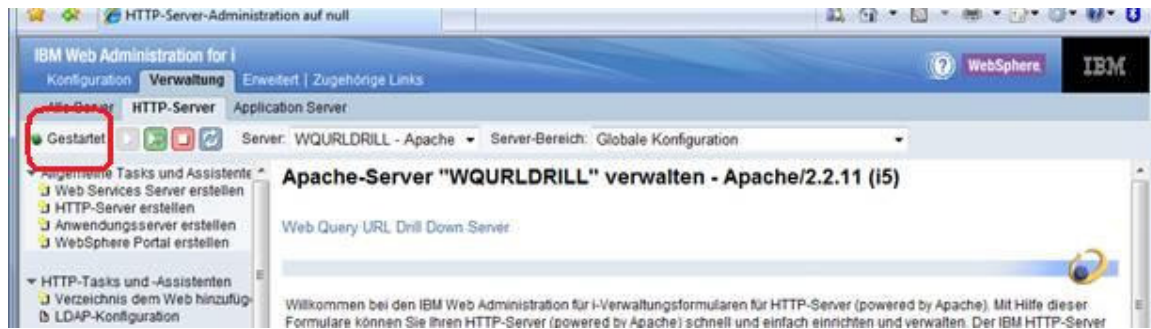 HTTP-Server-Administration auf null
IBM Web Administration for i
WebSphere.
IBM
Konfiguration Verwaltung Erweitert | Zugehörige Links
Alle Server HTTP-Server Application Server
Gestartet Server: WQURLDRILL - Apache Server-Bereich: Globale Konfiguration
Allgemeine Tasks und Assistente
Web Services Server erstellen
HTTP-Server erstellen
Anwendungsserver erstellen
WebSphere Portal erstellen
HTTP-Tasks und -Assistenten
Verzeichnis dem Web hinzufüg
LDAP-Konfiguration
Apache-Server "WQURLDRILL" verwalten - Apache/2.2.11 (i5)
Web Query URL Drill Down Server
Willkommen bei den IBM Web Administration für i-Verwaltungsformularen für HTTP-Server (powered by Apache). Mit Hilfe dieser
Formulare können Sie Ihren HTTP-Server (powered by Apache) schnell und einfach einrichten und verwalten. Der IBM HTTP-Server